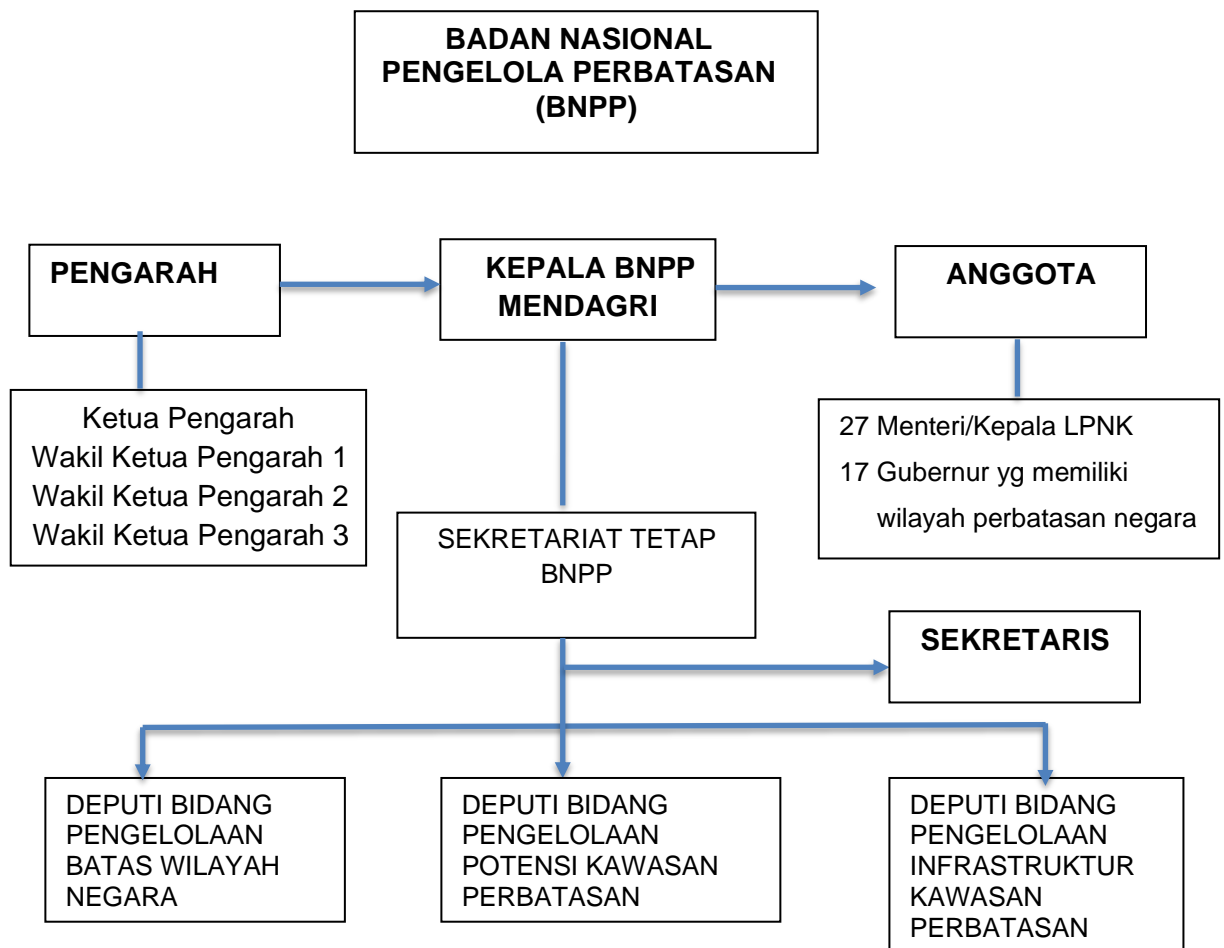 BADAN NASIONAL
PENGELOLA PERBATASAN
(BNPP)
PENGARAH
KEPALA BNPP
MENDAGRI
ANGGOTA
Ketua Pengarah
Wakil Ketua Pengarah 1
Wakil Ketua Pengarah 2
Wakil Ketua Pengarah 3
27 Menteri/Kepala LPNK
17 Gubernur yg memiliki
wilayah perbatasan negara
SEKRETARIAT TETAP
BNPP
SEKRETARIS
DEPUTI BIDANG
PENGELOLAAN
BATAS WILAYAH
NEGARA
DEPUTI BIDANG
PENGELOLAAN
POTENSI KAWASAN
PERBATASAN
DEPUTI BIDANG
PENGELOLAAN
INFRASTRUKTUR
KAWASAN
PERBATASAN